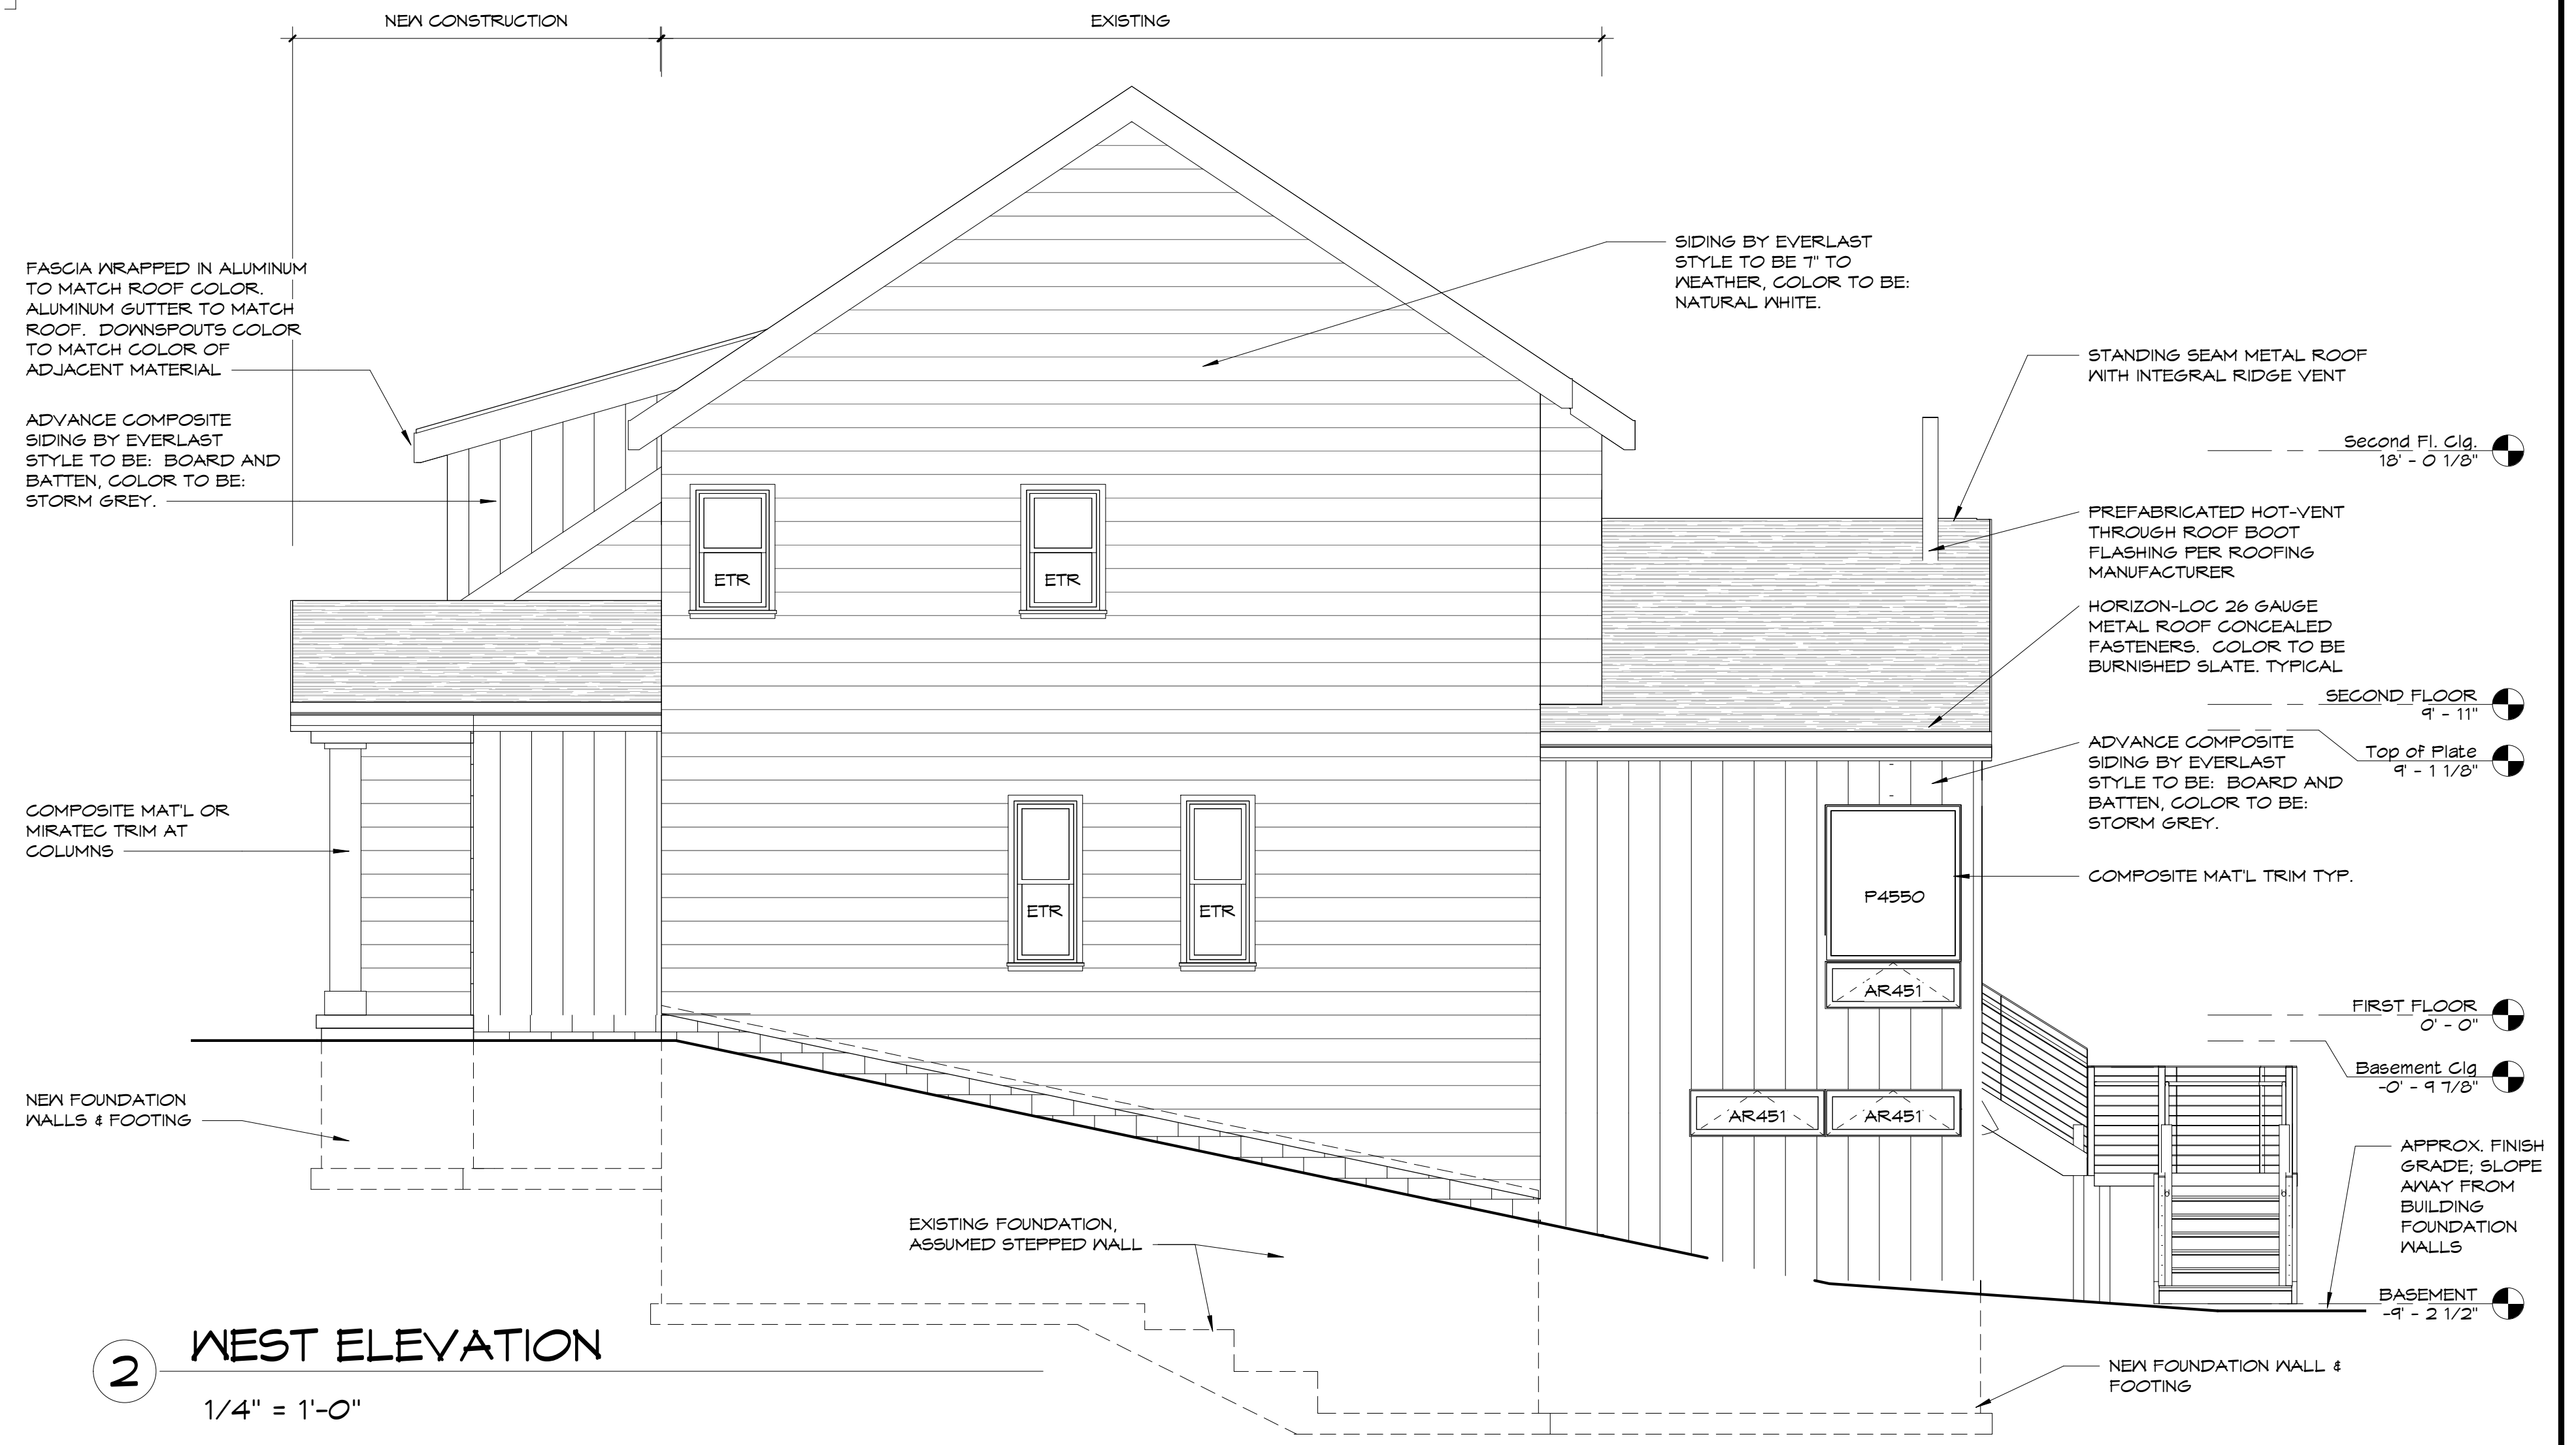 NEW CONSTRUCTION
EXISTING
FASCIA WRAPPED IN ALUMINUM
TO MATCH ROOF COLOR.
ALUMINUM GUTTER TO MATCH
ROOF. DOWNSPOUTS COLOR
TO MATCH COLOR OF
ADJACENT MATERIAL
ADVANCE COMPOSITE
SIDING BY EVERLAST
STYLE TO BE: BOARD AND
BATTEN, COLOR TO BE:
STORM GREY.
COMPOSITE MAT'L OR
MIRATEC TRIM AT
COLUMNS
NEW FOUNDATION
WALLS & FOOTING
SIDING BY EVERLAST
STYLE TO BE 7" TO
WEATHER, COLOR TO BE:
NATURAL WHITE.
ETR
ETR
ETR
ETR
P4550
AR451
AR451
AR451
EXISTING FOUNDATION,
ASSUMED STEPPED WALL
STANDING SEAM METAL ROOF
WITH INTEGRAL RIDGE VENT
PREFABRICATED HOT-VENT
THROUGH ROOF BOOT
FLASHING PER ROOFING
MANUFACTURER
HORIZON-LOC 26 GAUGE
METAL ROOF CONCEALED
FASTENERS. COLOR TO BE
BURNISHED SLATE. TYPICAL
ADVANCE COMPOSITE
SIDING BY EVERLAST
STYLE TO BE: BOARD AND
BATTEN, COLOR TO BE:
STORM GREY.
COMPOSITE MAT'L TRIM TYP.
Second Fl. Clg.
18' - 0 1/8"
SECOND FLOOR
9' - 11"
Top of Plate
9' - 1 1/8"
FIRST FLOOR
0' - 0"
Basement Clg
-0' - 9 7/8"
APPROX. FINISH
GRADE; SLOPE
AWAY FROM
BUILDING
FOUNDATION
WALLS
BASEMENT
-9' - 2 1/2"
NEW FOUNDATION WALL &
FOOTING
2
WEST ELEVATION
1/4" = 1'-0"